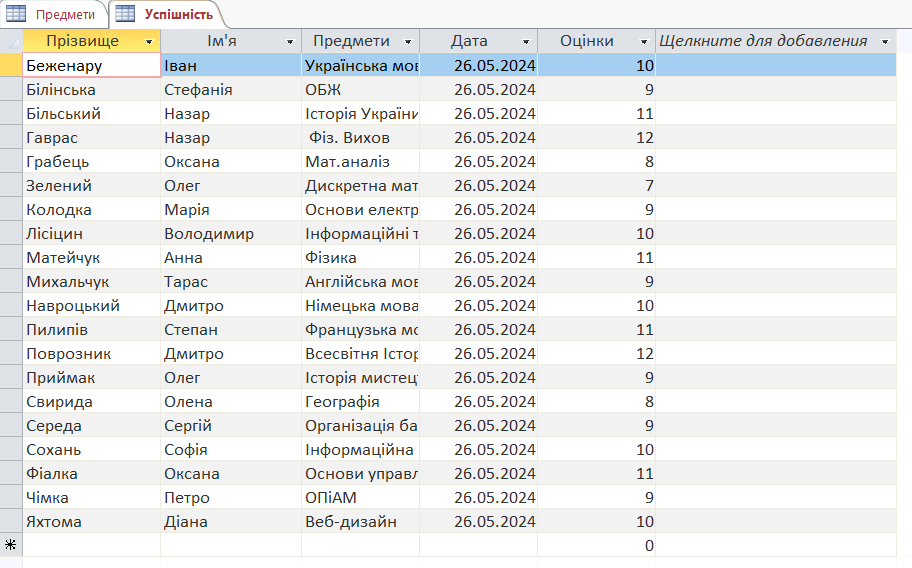 Предмети Успішність
Прізвище Ім'я Предмети Дата Оцінки Щелкните для добавления
Беженару Іван Українська мов 26.05.2024 10
Білінська Стефанія ОБЖ 26.05.2024 9
Більський Назар Історія України 26.05.2024 11
Гаврас Назар Фіз. Вихов 26.05.2024 12
Грабець Оксана Мат.аналіз 26.05.2024 8
Зелений Олег Дискретна мат 26.05.2024 7
Колодка Марія Основи електр 26.05.2024 9
Лісіцин Володимир Інформаційні т 26.05.2024 10
Матейчук Анна Фізика 26.05.2024 11
Михальчук Тарас Англійська мов 26.05.2024 9
Навроцький Дмитро Німецька мова 26.05.2024 10
Пилипів Степан Французька мо 26.05.2024 11
Поврозник Дмитро Всесвітня Істор 26.05.2024 12
Приймак Олег Історія мистец 26.05.2024 9
Свирида Олена Географія 26.05.2024 8
Середа Сергій Організація ба 26.05.2024 9
Сохань Софія Інформаційна 26.05.2024 10
Фіалка Оксана Основи управл 26.05.2024 11
Чімка Петро ОПіАМ 26.05.2024 9
Яхтома Діана Веб-дизайн 26.05.2024 10
0